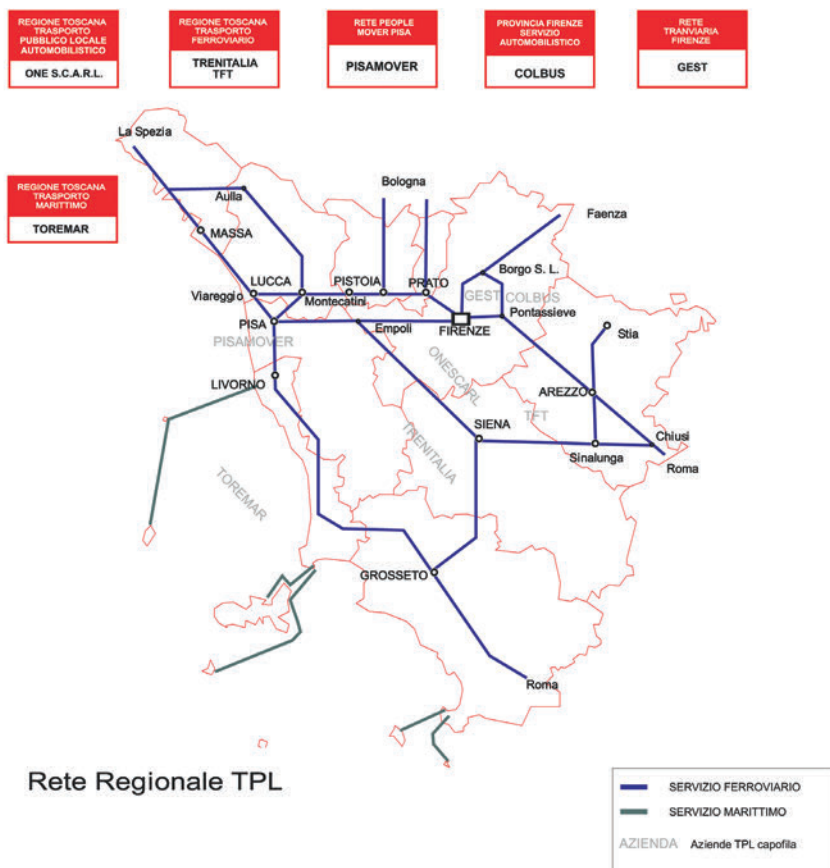 REGIONE TOSCANA
TRASPORTO
PUBBLICO LOCALE
AUTOMOBILISTICO
ONE S.C.A.R.L.
REGIONE TOSCANA
TRASPORTO
FERROVIARIO
TRENITALIA
TFT
RETE PEOPLE
MOVER PISA
PISAMOVER
PROVINCIA FIRENZE
SERVIZIO
AUTOMOBILISTICO
COLBUS
RETE
TRANVIARIA
FIRENZE
GEST
REGIONE TOSCANA
TRASPORTO
MARITTIMO
TOREMAR
La Spezia
Aulla
Bologna
Faenza
MASSA
Borgo S. L.
LUCCA
PISTOIA
PRATO
GEST
COLBUS
Viareggio
Montecatini
Pontassieve
PISA
Empoli
FIRENZE
Stia
PISAMOVER
ONESCARL
LIVORNO
AREZZO
TFT
SIENA
Chiusi
TRENITALIA
Sinalunga
Roma
TOREMAR
GROSSETO
Roma
Rete Regionale TPL
SERVIZIO FERROVIARIO
SERVIZIO MARITTIMO
AZIENDA Aziende TPL capofila